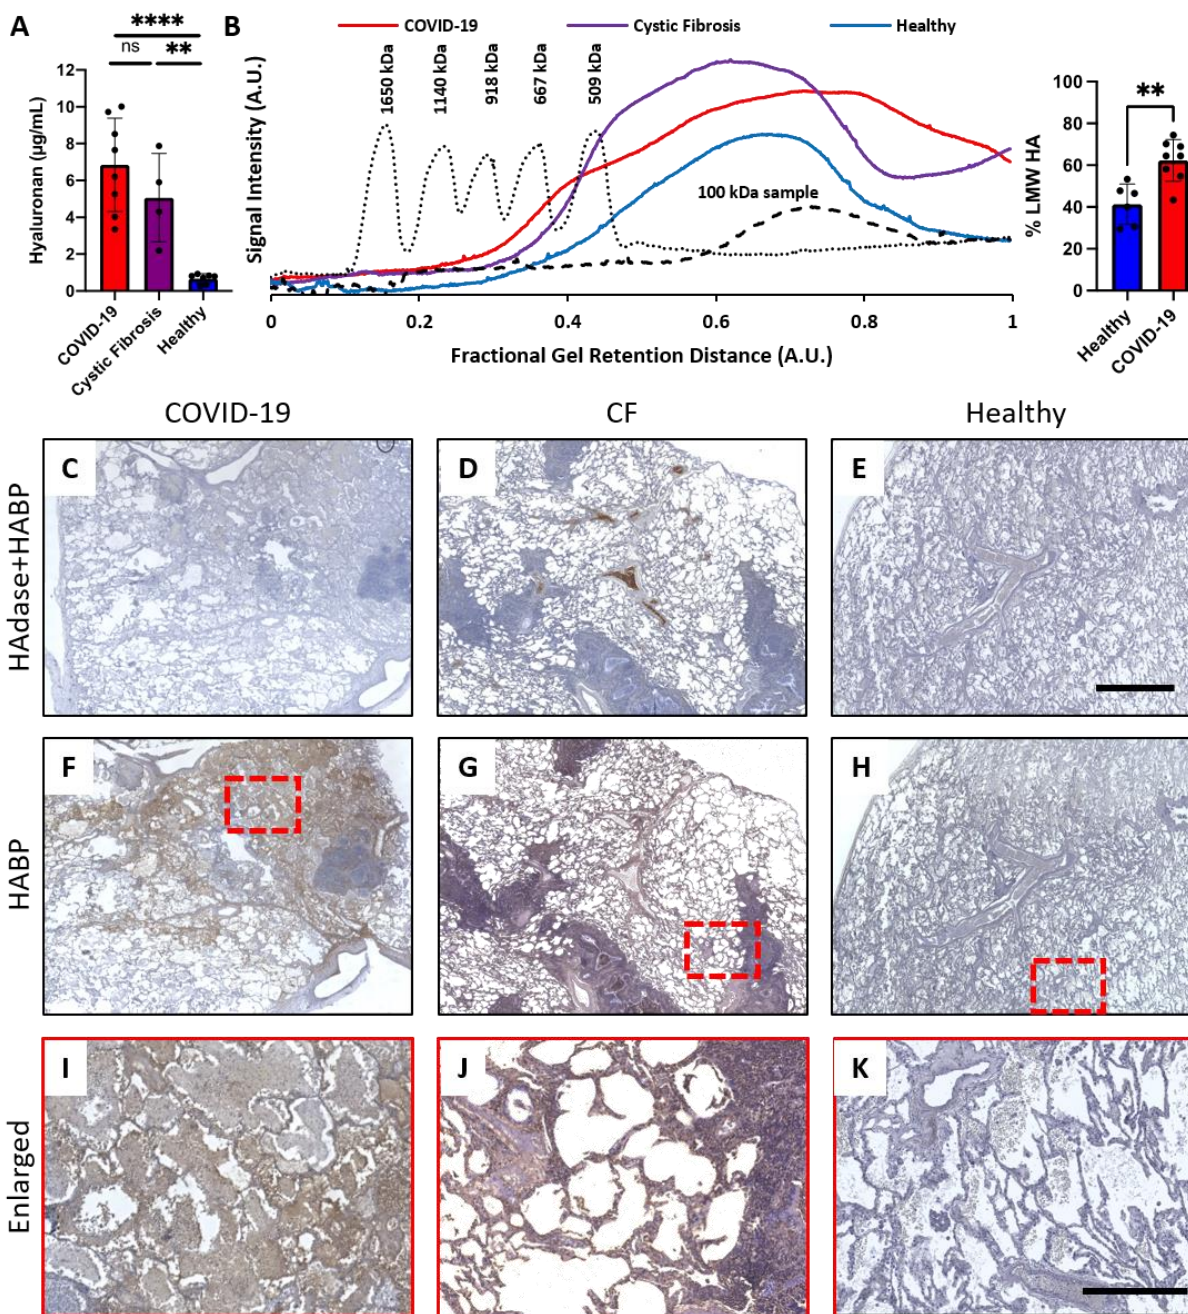 A
****
ns
**
Hyaluronan (µg/mL)
12
10
8
6
4
2
0
COVID-19
Cystic Fibrosis
Healthy
B
COVID-19
Cystic Fibrosis
Healthy
Signal Intensity (A.U.)
1650 kDa
1140 kDa
918 kDa
667 kDa
509 kDa
100 kDa sample
0
0.2
0.4
0.6
0.8
1
Fractional Gel Retention Distance (A.U.)
**
% LMW HA
100
80
60
40
20
0
Healthy
COVID-19
COVID-19
CF
Healthy
HAdase+HABP
C
D
E
HABP
F
G
H
Enlarged
I
J
K